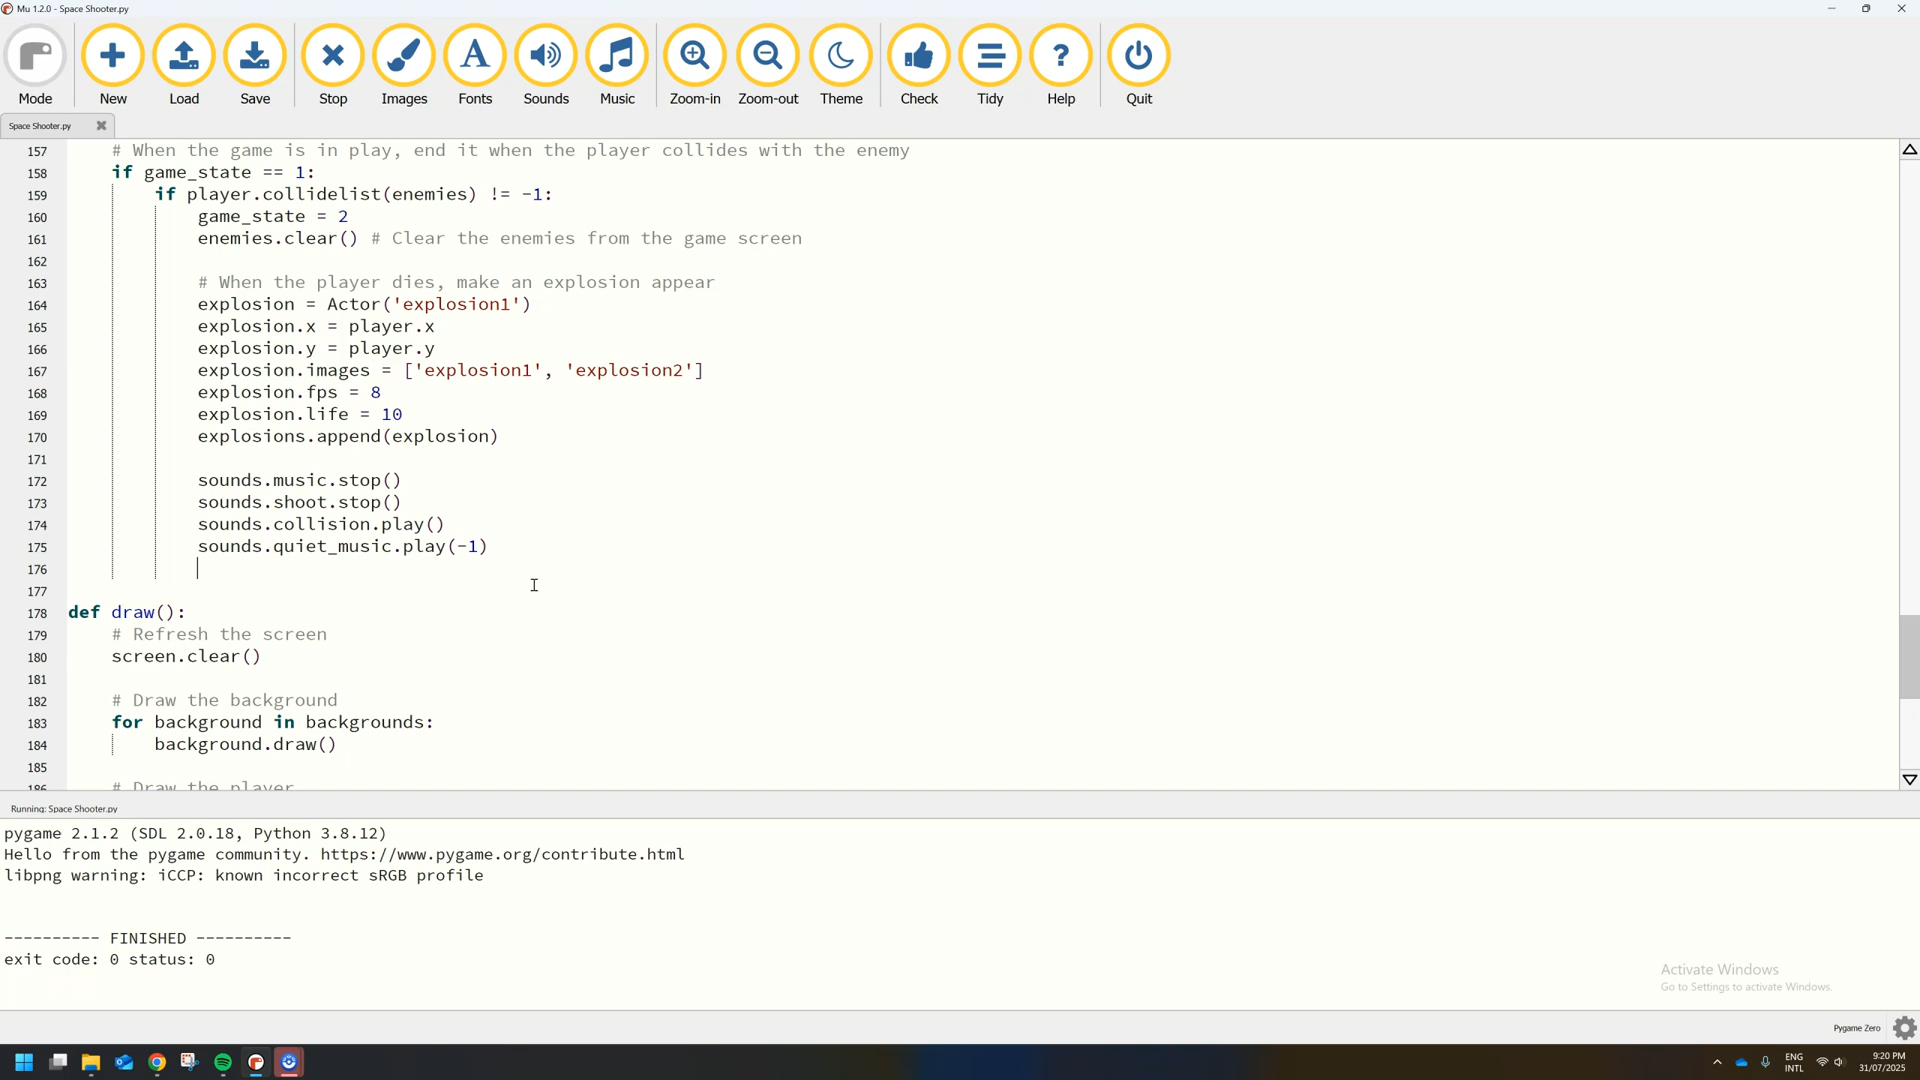 Mu 1.2.0 - Space Shooter.py
Mode New Load Save Stop Images Fonts Sounds Music Zoom-in Zoom-out Theme Check Tidy Help Quit
Space Shooter.py
157 # When the game is in play, end it when the player collides with the enemy
158 if game_state == 1:
159 if player.collidelist(enemies) != -1:
160 game_state = 2
161 enemies.clear() # Clear the enemies from the game screen
162
163 # When the player dies, make an explosion appear
164 explosion = Actor('explosion1')
165 explosion.x = player.x
166 explosion.y = player.y
167 explosion.images = ['explosion1', 'explosion2']
168 explosion.fps = 8
169 explosion.life = 10
170 explosions.append(explosion)
171
172 sounds.music.stop()
173 sounds.shoot.stop()
174 sounds.collision.play()
175 sounds.quiet_music.play(-1)
176
177
178 def draw():
179 # Refresh the screen
180 screen.clear()
181
182 # Draw the background
183 for background in backgrounds:
184 background.draw()
185
186 # Draw the player
Running: Space Shooter.py
pygame 2.1.2 (SDL 2.0.18, Python 3.8.12)
Hello from the pygame community. https://www.pygame.org/contribute.html
libpng warning: iCCP: known incorrect sRGB profile
---------- FINISHED ----------
exit code: 0 status: 0
Activate Windows
Go to Settings to activate Windows.
Pygame Zero
ENG
INTL
9:20 PM
31/07/2025